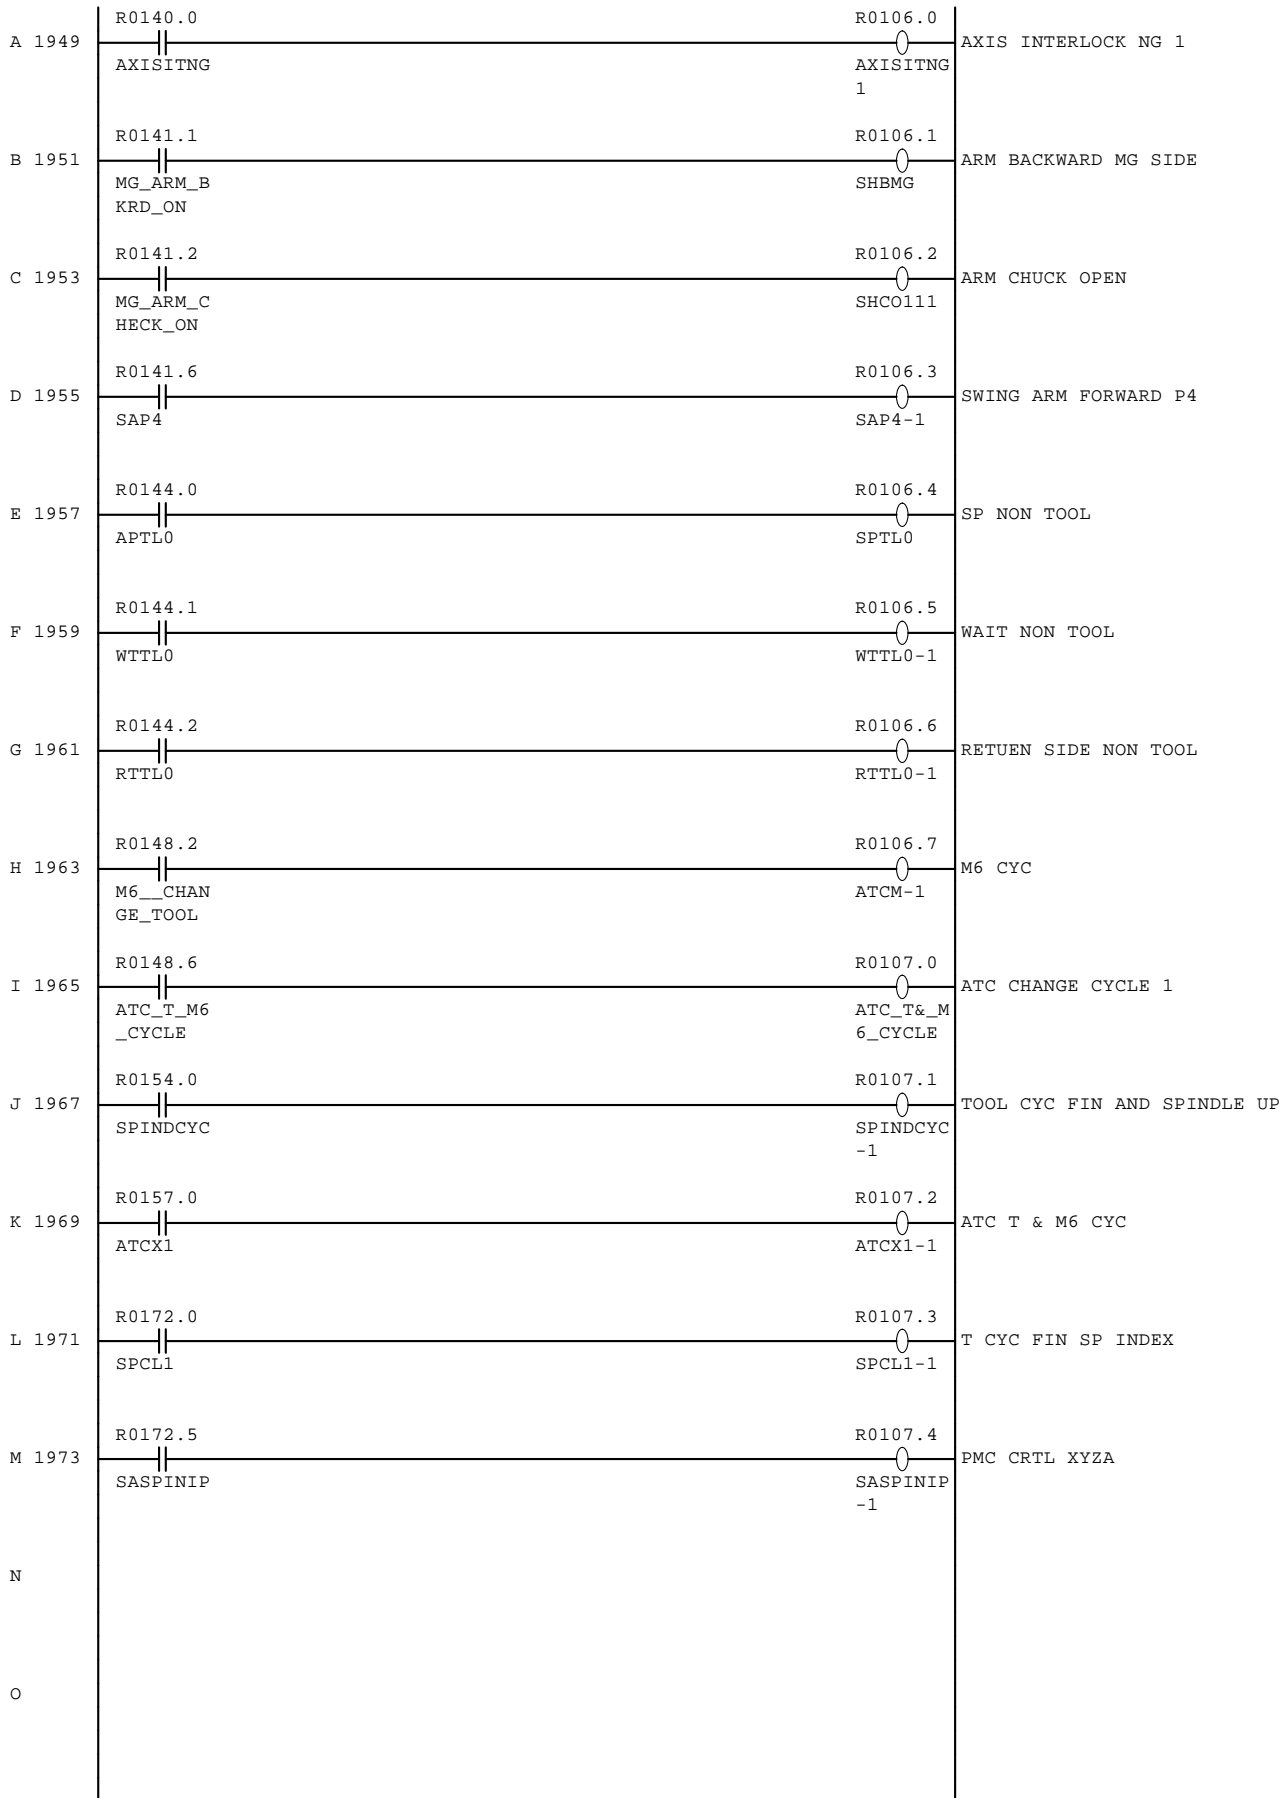 R0140.0 R0106.0
A 1949 AXIS INTERLOCK NG 1
AXISITNG AXISITNG
1
R0141.1 R0106.1
B 1951 ARM BACKWARD MG SIDE
MG_ARM_B SHBMG
KRD_ON
R0141.2 R0106.2
C 1953 ARM CHUCK OPEN
MG_ARM_C SHCO111
HECK_ON
R0141.6 R0106.3
D 1955 SWING ARM FORWARD P4
SAP4 SAP4-1
R0144.0 R0106.4
E 1957 SP NON TOOL
APTL0 SPTL0
R0144.1 R0106.5
F 1959 WAIT NON TOOL
WTTL0 WTTL0-1
R0144.2 R0106.6
G 1961 RETUEN SIDE NON TOOL
RTTL0 RTTL0-1
R0148.2 R0106.7
H 1963 M6 CYC
M6__CHAN ATCM-1
GE_TOOL
R0148.6 R0107.0
I 1965 ATC CHANGE CYCLE 1
ATC_T_M6 ATC_T&_M
_CYCLE 6_CYCLE
R0154.0 R0107.1
J 1967 TOOL CYC FIN AND SPINDLE UP
SPINDCYC SPINDCYC
-1
R0157.0 R0107.2
K 1969 ATC T & M6 CYC
ATCX1 ATCX1-1
R0172.0 R0107.3
L 1971 T CYC FIN SP INDEX
SPCL1 SPCL1-1
R0172.5 R0107.4
M 1973 PMC CRTL XYZA
SASPINIP SASPINIP
-1
N
O